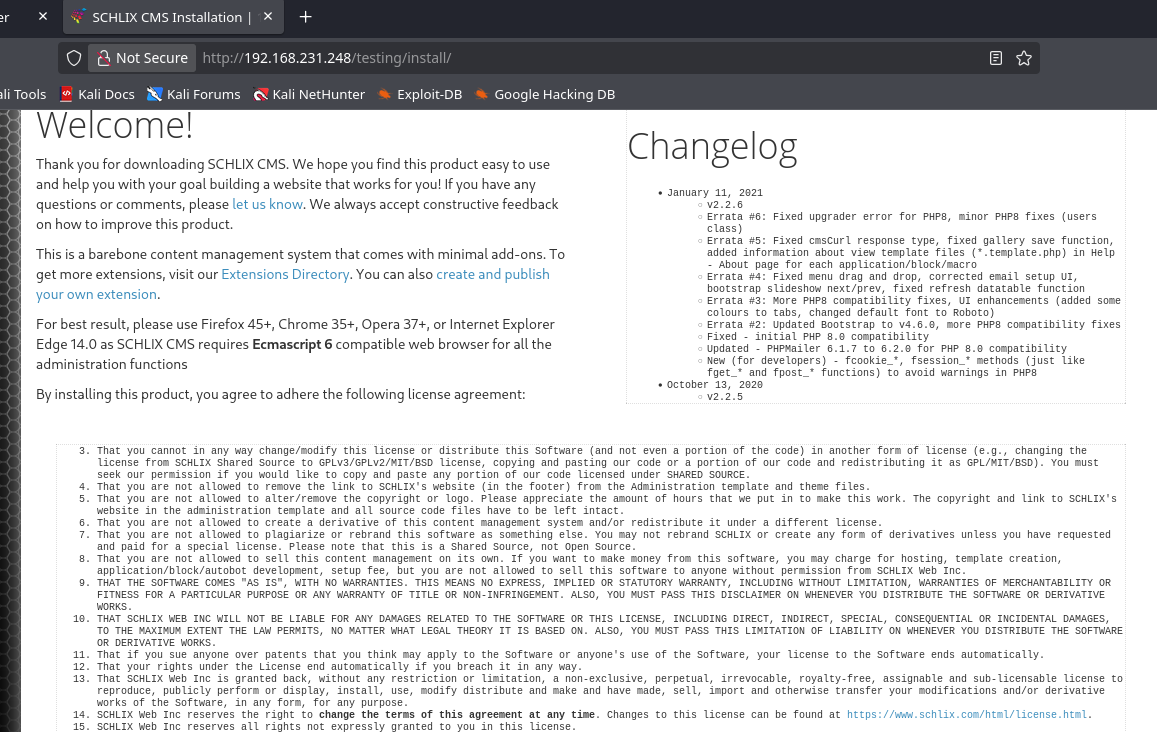 er
SCHLIX CMS Installation |
Not Secure
http://192.168.231.248/testing/install/
ali Tools
Kali Docs
Kali Forums
Kali NetHunter
Exploit-DB
Google Hacking DB
Welcome!
Thank you for downloading SCHLIX CMS. We hope you find this product easy to use
and help you with your goal building a website that works for you! If you have any
questions or comments, please let us know. We always accept constructive feedback
on how to improve this product.
This is a barebone content management system that comes with minimal add-ons. To
get more extensions, visit our Extensions Directory. You can also create and publish
your own extension.
For best result, please use Firefox 45+, Chrome 35+, Opera 37+, or Internet Explorer
Edge 14.0 as SCHLIX CMS requires Ecmascript 6 compatible web browser for all the
administration functions
By installing this product, you agree to adhere the following license agreement:
Changelog
• January 11, 2021
○ v2.2.6
○ Errata #6: Fixed upgrader error for PHP8, minor PHP8 fixes (users
class)
○ Errata #5: Fixed cmsCurl response type, fixed gallery save function,
added information about view template files (*.template.php) in Help
- About page for each application/block/macro
○ Errata #4: Fixed menu drag and drop, corrected email setup UI,
bootstrap slideshow next/prev, fixed refresh datatable function
○ Errata #3: More PHP8 compatibility fixes, UI enhancements (added some
colours to tabs, changed default font to Roboto)
○ Errata #2: Updated Bootstrap to v4.6.0, more PHP8 compatibility fixes
○ Fixed - initial PHP 8.0 compatibility
○ Updated - PHPMailer 6.1.7 to 6.2.0 for PHP 8.0 compatibility
○ New (for developers) - fcookie_*, fsession_* methods (just like
fget_* and fpost_* functions) to avoid warnings in PHP8
• October 13, 2020
○ v2.2.5
3. That you cannot in any way change/modify this license or distribute this Software (and not even a portion of the code) in another form of license (e.g., changing the
license from SCHLIX Shared Source to GPLv3/GPLv2/MIT/BSD license, copying and pasting our code or a portion of our code and redistributing it as GPL/MIT/BSD). You must
seek our permission if you would like to copy and paste any portion of our code licensed under SHARED SOURCE.
4. That you are not allowed to remove the link to SCHLIX's website (in the footer) from the Administration template and theme files.
5. That you are not allowed to alter/remove the copyright or logo. Please appreciate the amount of hours that we put in to make this work. The copyright and link to SCHLIX's
website in the administration template and all source code files have to be left intact.
6. That you are not allowed to create a derivative of this content management system and/or redistribute it under a different license.
7. That you are not allowed to plagiarize or rebrand this software as something else. You may not rebrand SCHLIX or create any form of derivatives unless you have requested
and paid for a special license. Please note that this is a Shared Source, not Open Source.
8. That you are not allowed to sell this content management on its own. If you want to make money from this software, you may charge for hosting, template creation,
application/block/autobot development, setup fee, but you are not allowed to sell this software to anyone without permission from SCHLIX Web Inc.
9. THAT THE SOFTWARE COMES "AS IS", WITH NO WARRANTIES. THIS MEANS NO EXPRESS, IMPLIED OR STATUTORY WARRANTY, INCLUDING WITHOUT LIMITATION, WARRANTIES OF MERCHANTABILITY OR
FITNESS FOR A PARTICULAR PURPOSE OR ANY WARRANTY OF TITLE OR NON-INFRINGEMENT. ALSO, YOU MUST PASS THIS DISCLAIMER ON WHENEVER YOU DISTRIBUTE THE SOFTWARE OR DERIVATIVE
WORKS.
10. THAT SCHLIX WEB INC WILL NOT BE LIABLE FOR ANY DAMAGES RELATED TO THE SOFTWARE OR THIS LICENSE, INCLUDING DIRECT, INDIRECT, SPECIAL, CONSEQUENTIAL OR INCIDENTAL DAMAGES,
TO THE MAXIMUM EXTENT THE LAW PERMITS, NO MATTER WHAT LEGAL THEORY IT IS BASED ON. ALSO, YOU MUST PASS THIS LIMITATION OF LIABILITY ON WHENEVER YOU DISTRIBUTE THE SOFTWARE
OR DERIVATIVE WORKS.
11. That if you sue anyone over patents that you think may apply to the Software or anyone's use of the Software, your license to the Software ends automatically.
12. That your rights under the License end automatically if you breach it in any way.
13. That SCHLIX Web Inc is granted back, without any restriction or limitation, a non-exclusive, perpetual, irrevocable, royalty-free, assignable and sub-licensable license to
reproduce, publicly perform or display, install, use, modify distribute and make and have made, sell, import and otherwise transfer your modifications and/or derivative
works of the Software, in any form, for any purpose.
14. SCHLIX Web Inc reserves the right to change the terms of this agreement at any time. Changes to this license can be found at https://www.schlix.com/html/license.html.
15. SCHLIX Web Inc reserves all rights not expressly granted to you in this license.